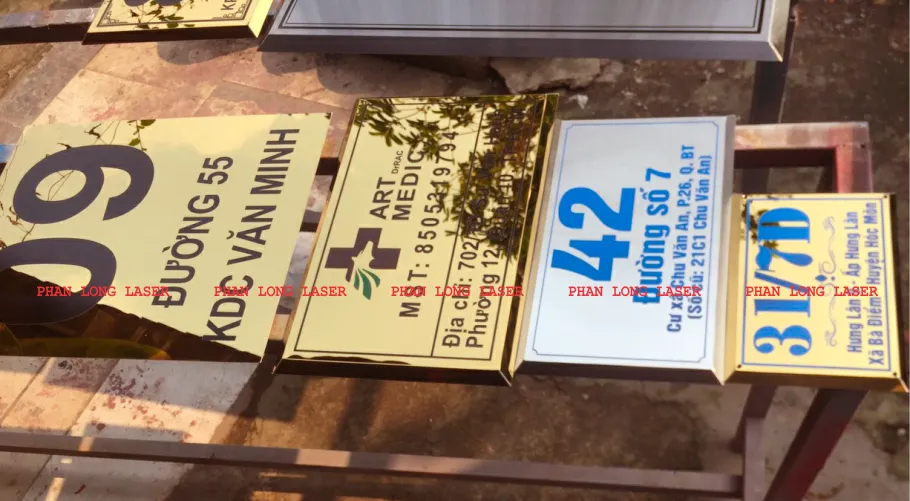 09
ĐƯỜNG 55
KDC VĂN MINH
ART
DrRAC
MEDIC
MST: 8505319794
Địa chỉ: 702/
Phường 12
42
Đường Số 7
Cư xá Chu Văn An, P.26, Q. BT
(Số Cũ: 21C1 Chu Văn An)
31/7D
Hưng Lân, Ấp Hưng Lân
Xã Bà Điểm - Huyện Hóc Môn
PHAN LONG LASER PHAN LONG LASER PHAN LONG LASER PHAN LONG LASER PHAN LONG LASER